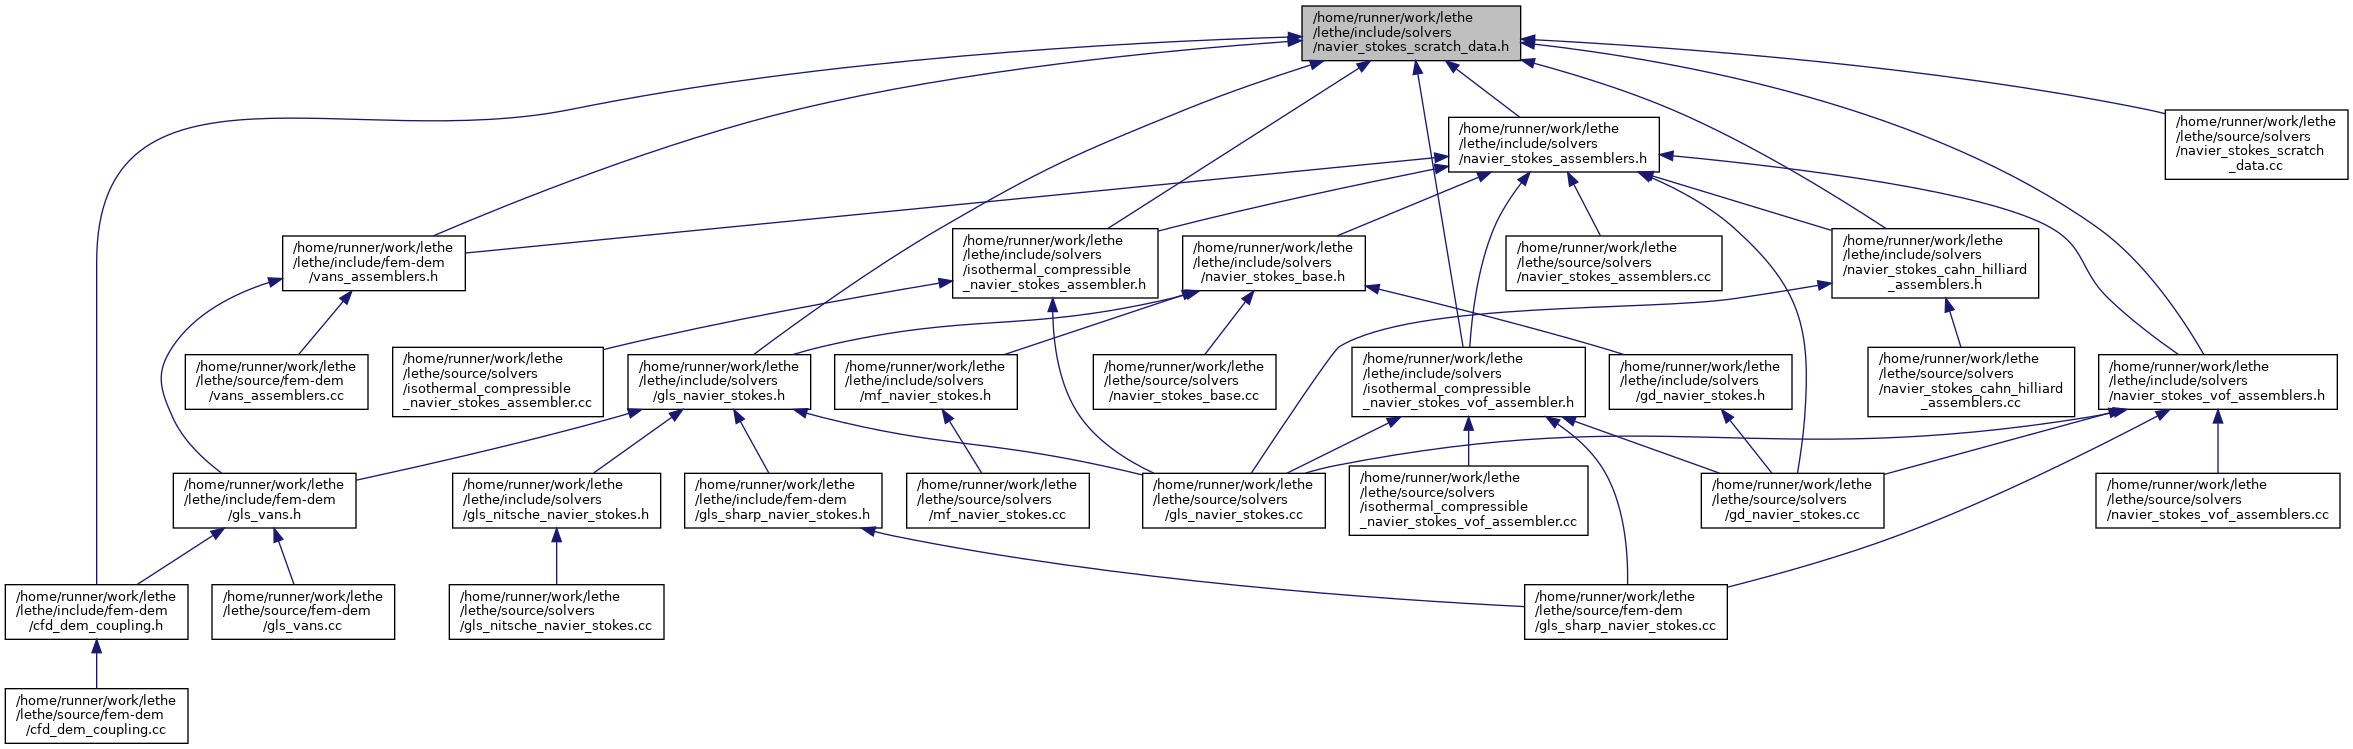 /home/runner/work/lethe
/lethe/include/solvers
/navier_stokes_scratch_data.h
/home/runner/work/lethe
/lethe/source/solvers
/navier_stokes_scratch
_data.cc
/home/runner/work/lethe
/lethe/include/solvers
/navier_stokes_assemblers.h
/home/runner/work/lethe
/lethe/include/fem-dem
/vans_assemblers.h
/home/runner/work/lethe
/lethe/include/solvers
/isothermal_compressible
_navier_stokes_assembler.h
/home/runner/work/lethe
/lethe/include/solvers
/navier_stokes_base.h
/home/runner/work/lethe
/lethe/source/solvers
/navier_stokes_assemblers.cc
/home/runner/work/lethe
/lethe/include/solvers
/navier_stokes_cahn_hilliard
_assemblers.h
/home/runner/work/lethe
/lethe/source/fem-dem
/vans_assemblers.cc
/home/runner/work/lethe
/lethe/source/solvers
/isothermal_compressible
_navier_stokes_assembler.cc
/home/runner/work/lethe
/lethe/include/solvers
/gls_navier_stokes.h
/home/runner/work/lethe
/lethe/include/solvers
/mf_navier_stokes.h
/home/runner/work/lethe
/lethe/source/solvers
/navier_stokes_base.cc
/home/runner/work/lethe
/lethe/include/solvers
/isothermal_compressible
_navier_stokes_vof_assembler.h
/home/runner/work/lethe
/lethe/include/solvers
/gd_navier_stokes.h
/home/runner/work/lethe
/lethe/source/solvers
/navier_stokes_cahn_hilliard
_assemblers.cc
/home/runner/work/lethe
/lethe/include/solvers
/navier_stokes_vof_assemblers.h
/home/runner/work/lethe
/lethe/include/fem-dem
/gls_vans.h
/home/runner/work/lethe
/lethe/include/solvers
/gls_nitsche_navier_stokes.h
/home/runner/work/lethe
/lethe/include/fem-dem
/gls_sharp_navier_stokes.h
/home/runner/work/lethe
/lethe/source/solvers
/mf_navier_stokes.cc
/home/runner/work/lethe
/lethe/source/solvers
/gls_navier_stokes.cc
/home/runner/work/lethe
/lethe/source/solvers
/isothermal_compressible
_navier_stokes_vof_assembler.cc
/home/runner/work/lethe
/lethe/source/solvers
/gd_navier_stokes.cc
/home/runner/work/lethe
/lethe/source/solvers
/navier_stokes_vof_assemblers.cc
/home/runner/work/lethe
/lethe/include/fem-dem
/cfd_dem_coupling.h
/home/runner/work/lethe
/lethe/source/fem-dem
/gls_vans.cc
/home/runner/work/lethe
/lethe/source/solvers
/gls_nitsche_navier_stokes.cc
/home/runner/work/lethe
/lethe/source/fem-dem
/gls_sharp_navier_stokes.cc
/home/runner/work/lethe
/lethe/source/fem-dem
/cfd_dem_coupling.cc